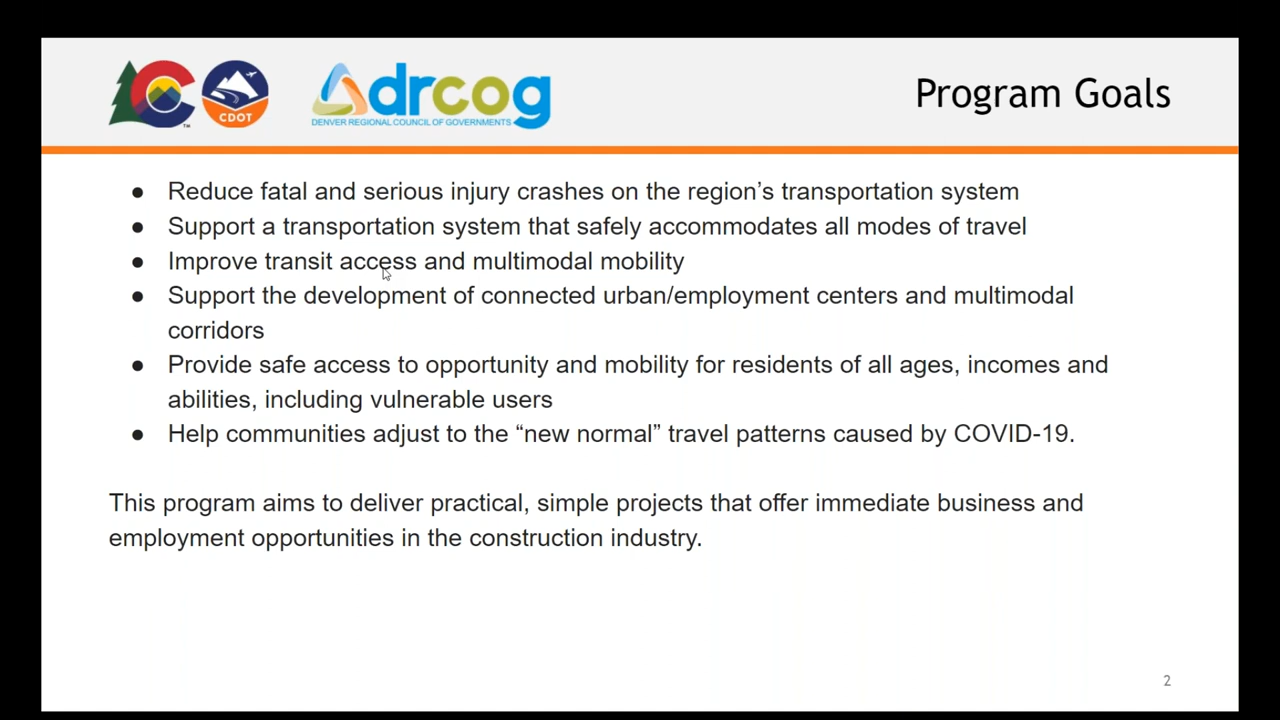 CDOT
drcog
DENVER REGIONAL COUNCIL OF GOVERNMENTS
Program Goals
● Reduce fatal and serious injury crashes on the region’s transportation system
● Support a transportation system that safely accommodates all modes of travel
● Improve transit access and multimodal mobility
● Support the development of connected urban/employment centers and multimodal
corridors
● Provide safe access to opportunity and mobility for residents of all ages, incomes and
abilities, including vulnerable users
● Help communities adjust to the “new normal” travel patterns caused by COVID-19.
This program aims to deliver practical, simple projects that offer immediate business and
employment opportunities in the construction industry.
2